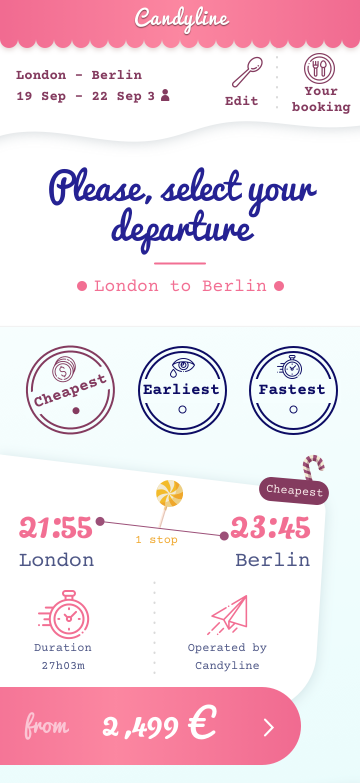 Candyline
London - Berlin
19 Sep - 22 Sep 3
Edit
Your
booking
Please, select your
departure
London to Berlin
Cheapest
Earliest
Fastest
Cheapest
21:55
23:45
1 stop
London
Berlin
Duration
27h03m
Operated by
Candyline
from 2,499 €